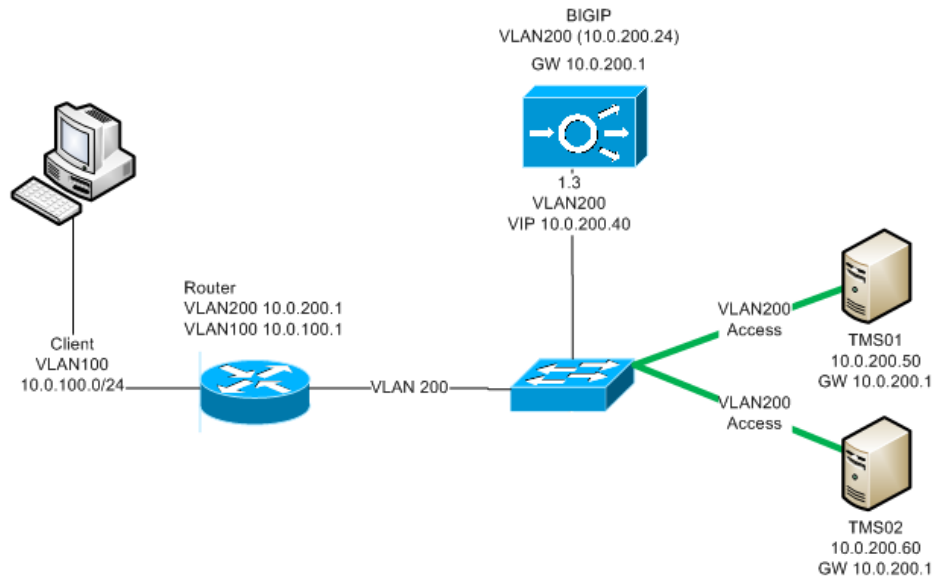 BIGIP
VLAN200 (10.0.200.24)
GW 10.0.200.1
1.3
VLAN200
VIP 10.0.200.40
Router
VLAN200 10.0.200.1
VLAN100 10.0.100.1
Client
VLAN100
10.0.100.0/24
VLAN 200
VLAN200
Access
TMS01
10.0.200.50
GW 10.0.200.1
VLAN200
Access
TMS02
10.0.200.60
GW 10.0.200.1